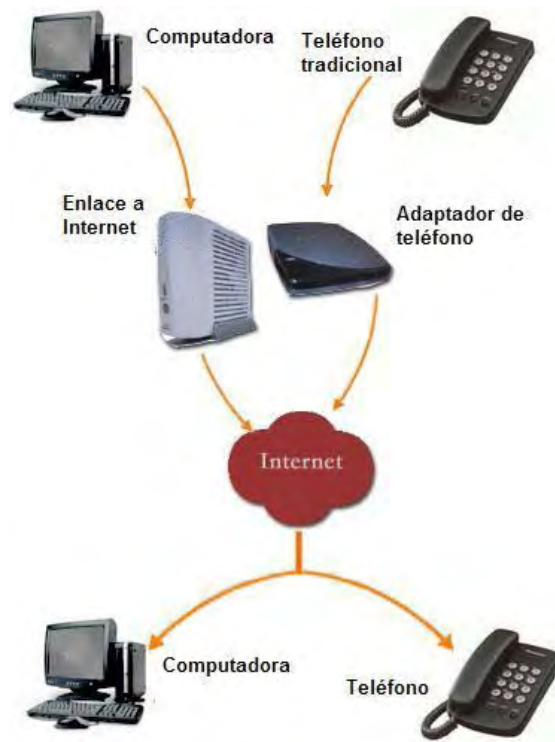 Computadora
Teléfono
tradicional
Enlace a
Internet
Adaptador de
teléfono
Internet
Computadora
Teléfono